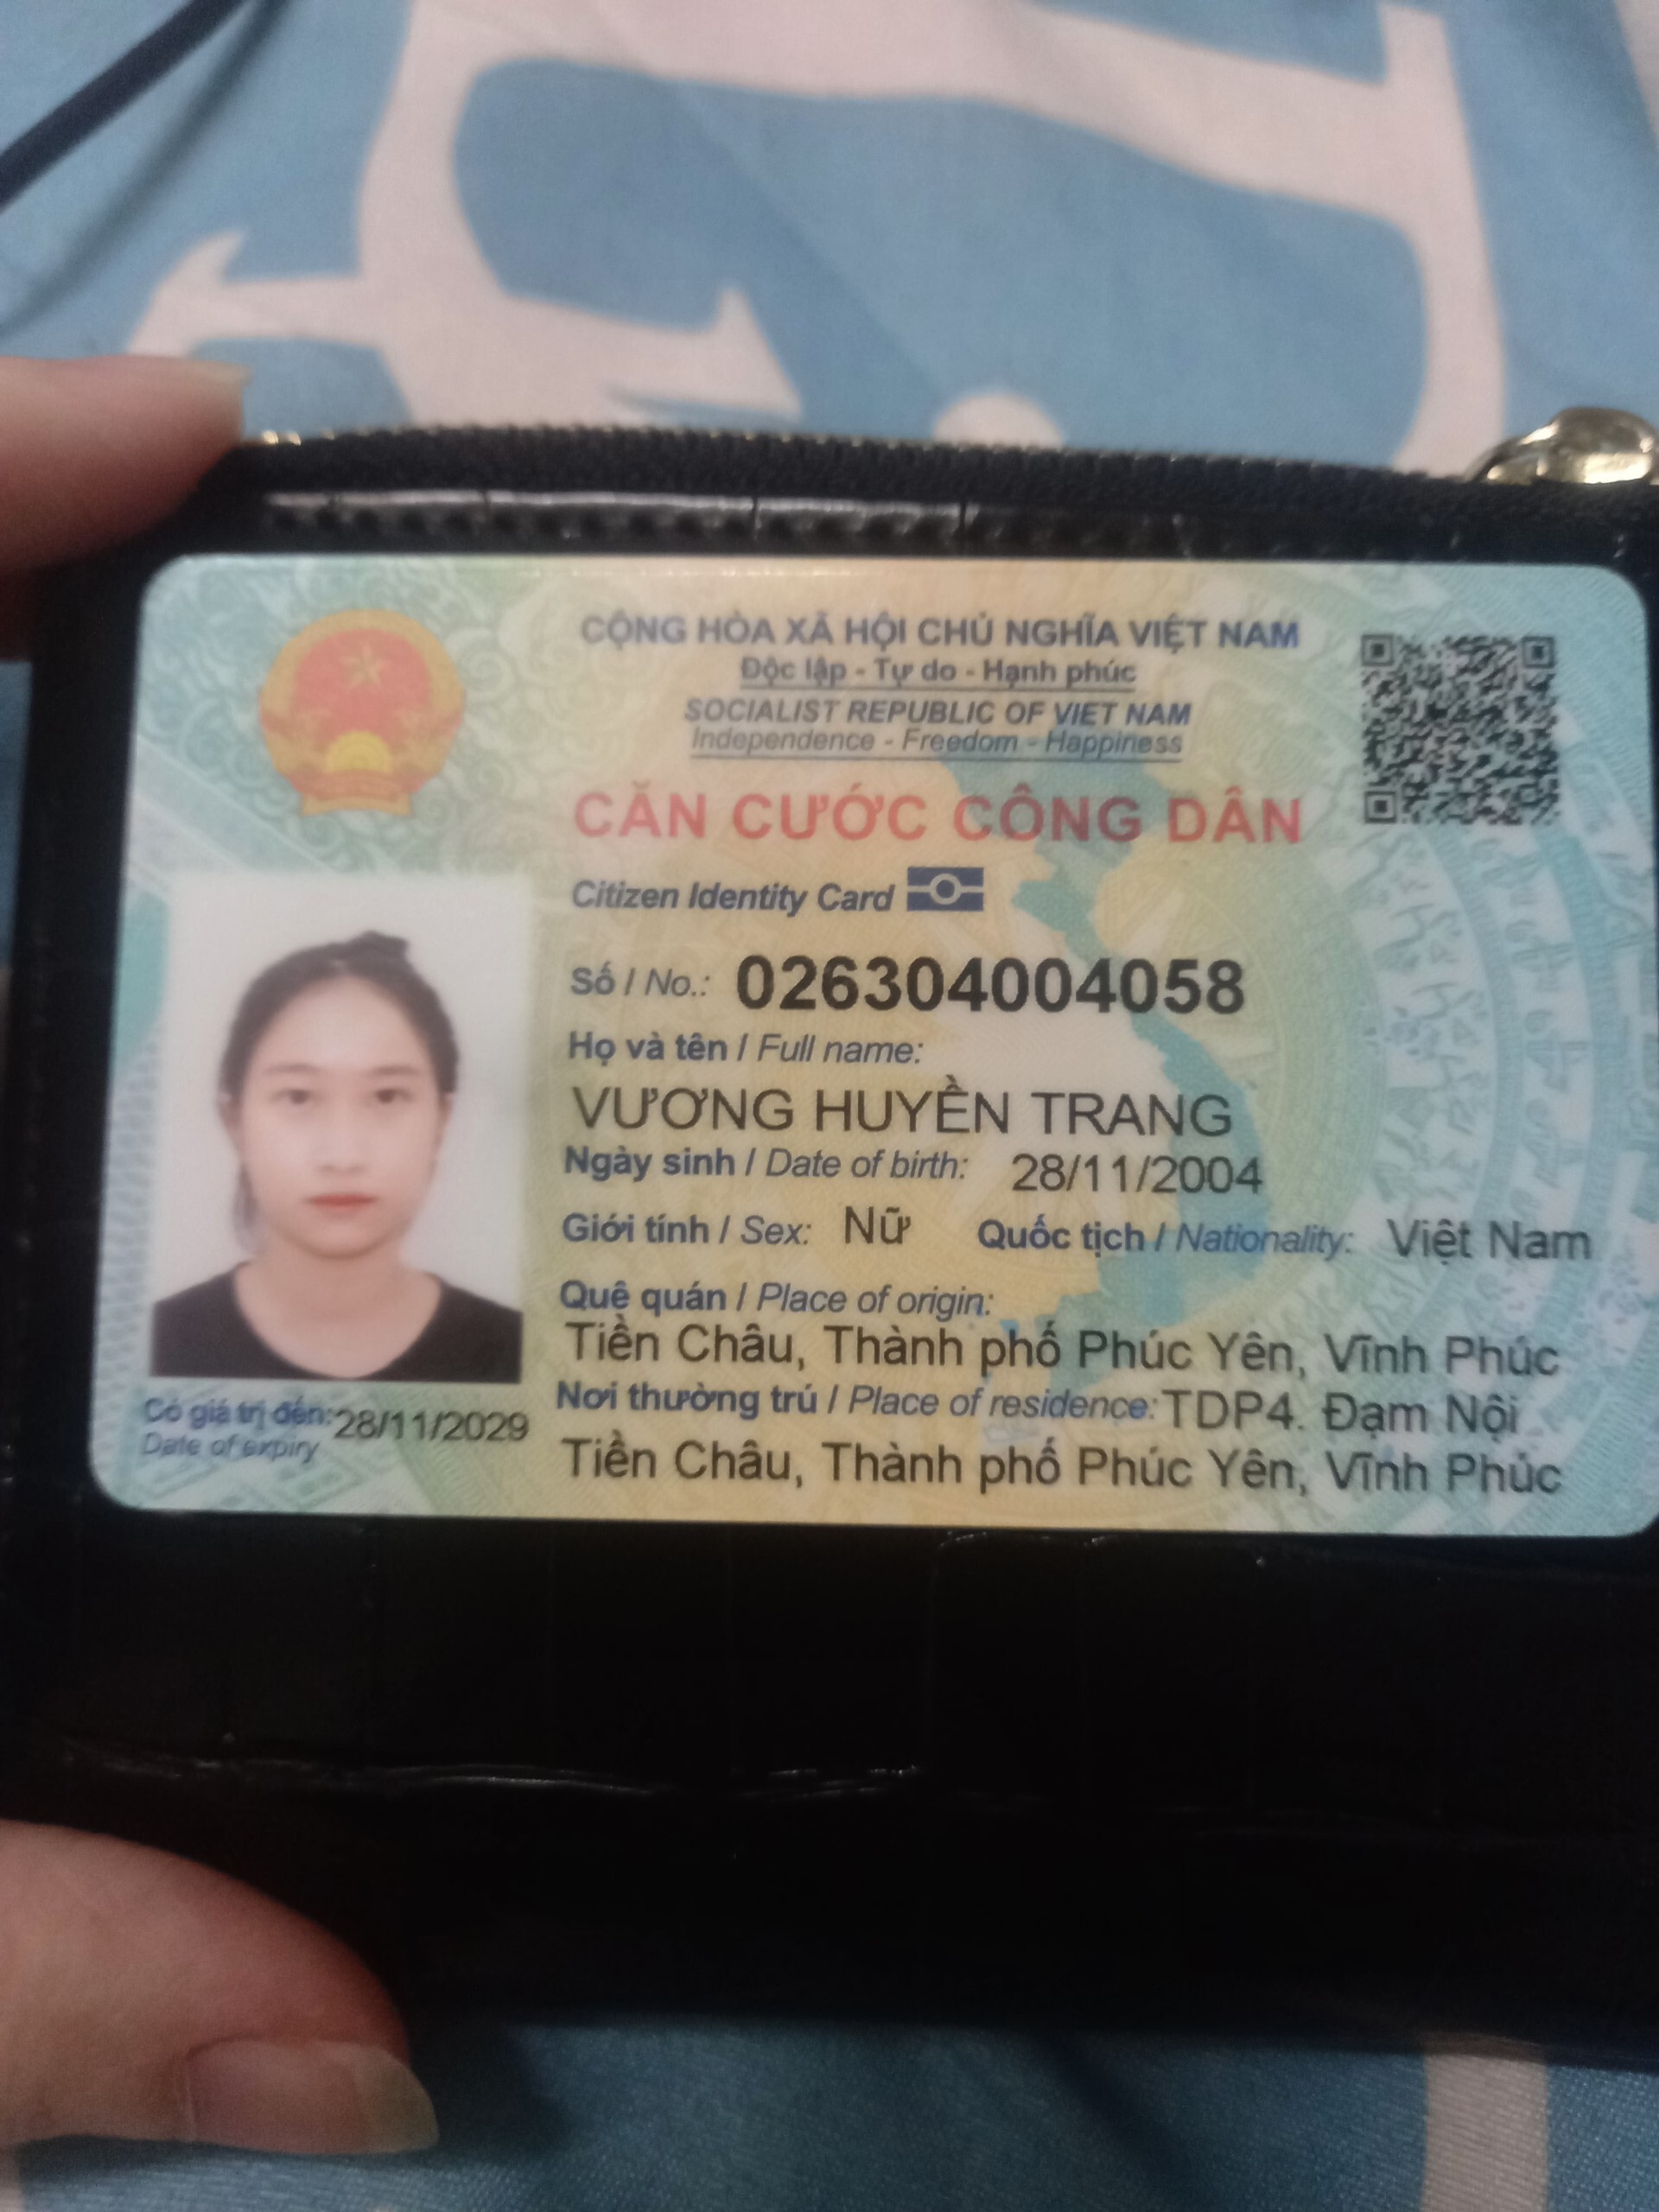 CỘNG HÒA XÃ HỘI CHỦ NGHĨA VIỆT NAM
Độc lập - Tự do - Hạnh phúc
SOCIALIST REPUBLIC OF VIET NAM
Independence - Freedom - Happiness
CĂN CƯỚC CÔNG DÂN
Citizen Identity Card
Số / No.: 026304004058
Họ và tên / Full name:
VƯƠNG HUYỀN TRANG
Ngày sinh / Date of birth: 28/11/2004
Giới tính / Sex: Nữ Quốc tịch / Nationality: Việt Nam
Quê quán / Place of origin:
Tiền Châu, Thành phố Phúc Yên, Vĩnh Phúc
Nơi thường trú / Place of residence: TDP4. Đạm Nội
Tiền Châu, Thành phố Phúc Yên, Vĩnh Phúc
Có giá trị đến: 28/11/2029
Date of expiry